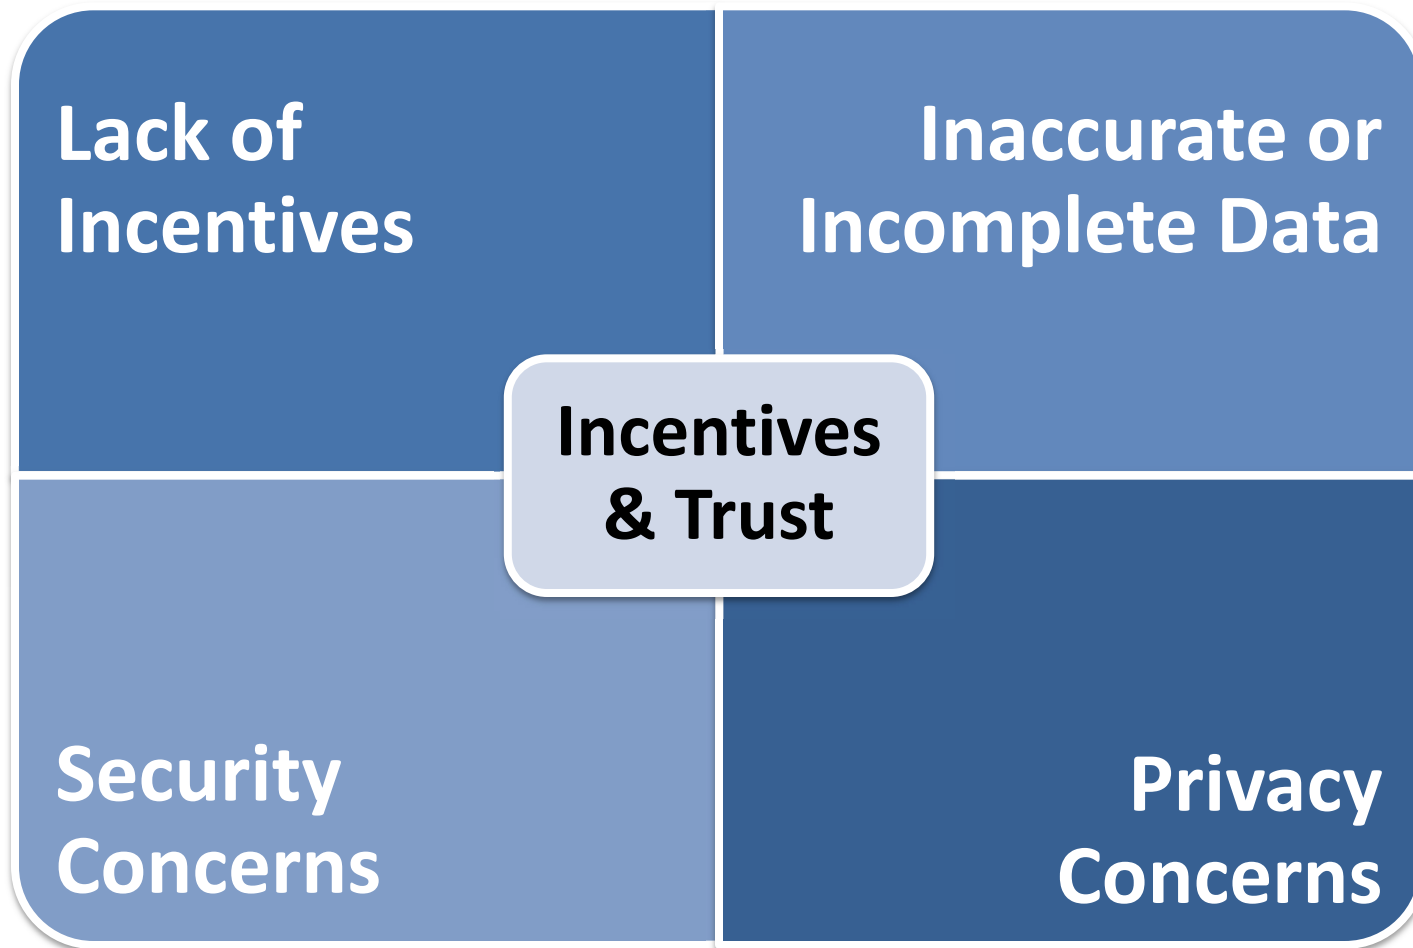 Lack of
Incentives
Inaccurate or
Incomplete Data
Incentives
& Trust
Security
Concerns
Privacy
Concerns